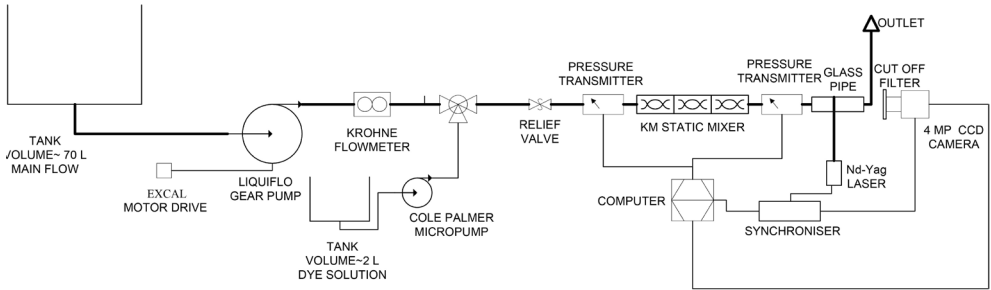 OUTLET
PRESSURE
TRANSMITTER
PRESSURE
TRANSMITTER
GLASS
PIPE
CUT OFF
FILTER
TANK
VOLUME~ 70 L
MAIN FLOW
KROHNE
FLOWMETER
RELIEF
VALVE
KM STATIC MIXER
4 MP CCD
CAMERA
EXCAL
MOTOR DRIVE
LIQUIFLO
GEAR PUMP
Nd-Yag
LASER
COMPUTER
COLE PALMER
MICROPUMP
SYNCHRONISER
TANK
VOLUME~2 L
DYE SOLUTION